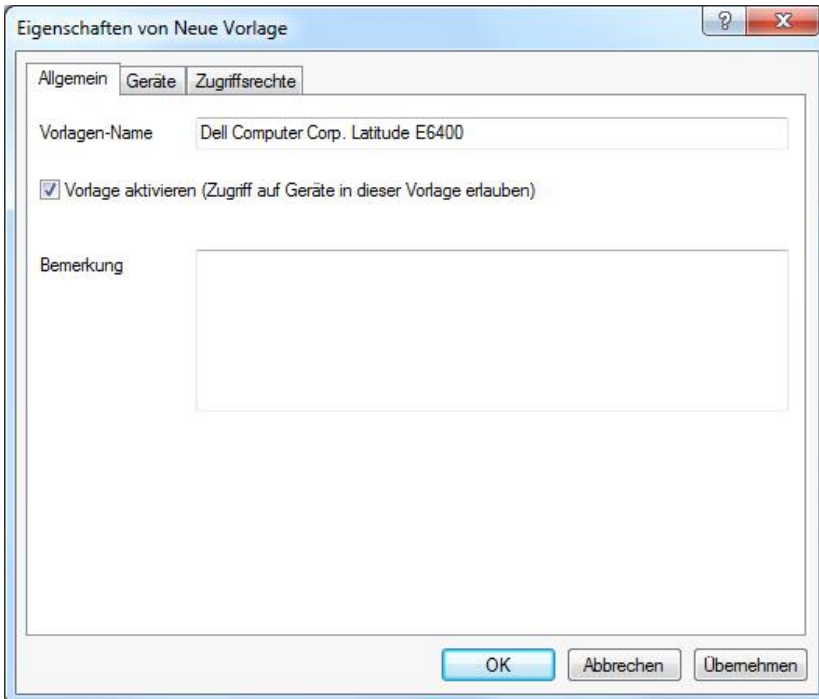 Eigenschaften von Neue Vorlage
Allgemein Geräte Zugriffsrechte
Vorlagen-Name Dell Computer Corp. Latitude E6400
Vorlage aktivieren (Zugriff auf Geräte in dieser Vorlage erlauben)
Bemerkung
OK Abbrechen Übernehmen